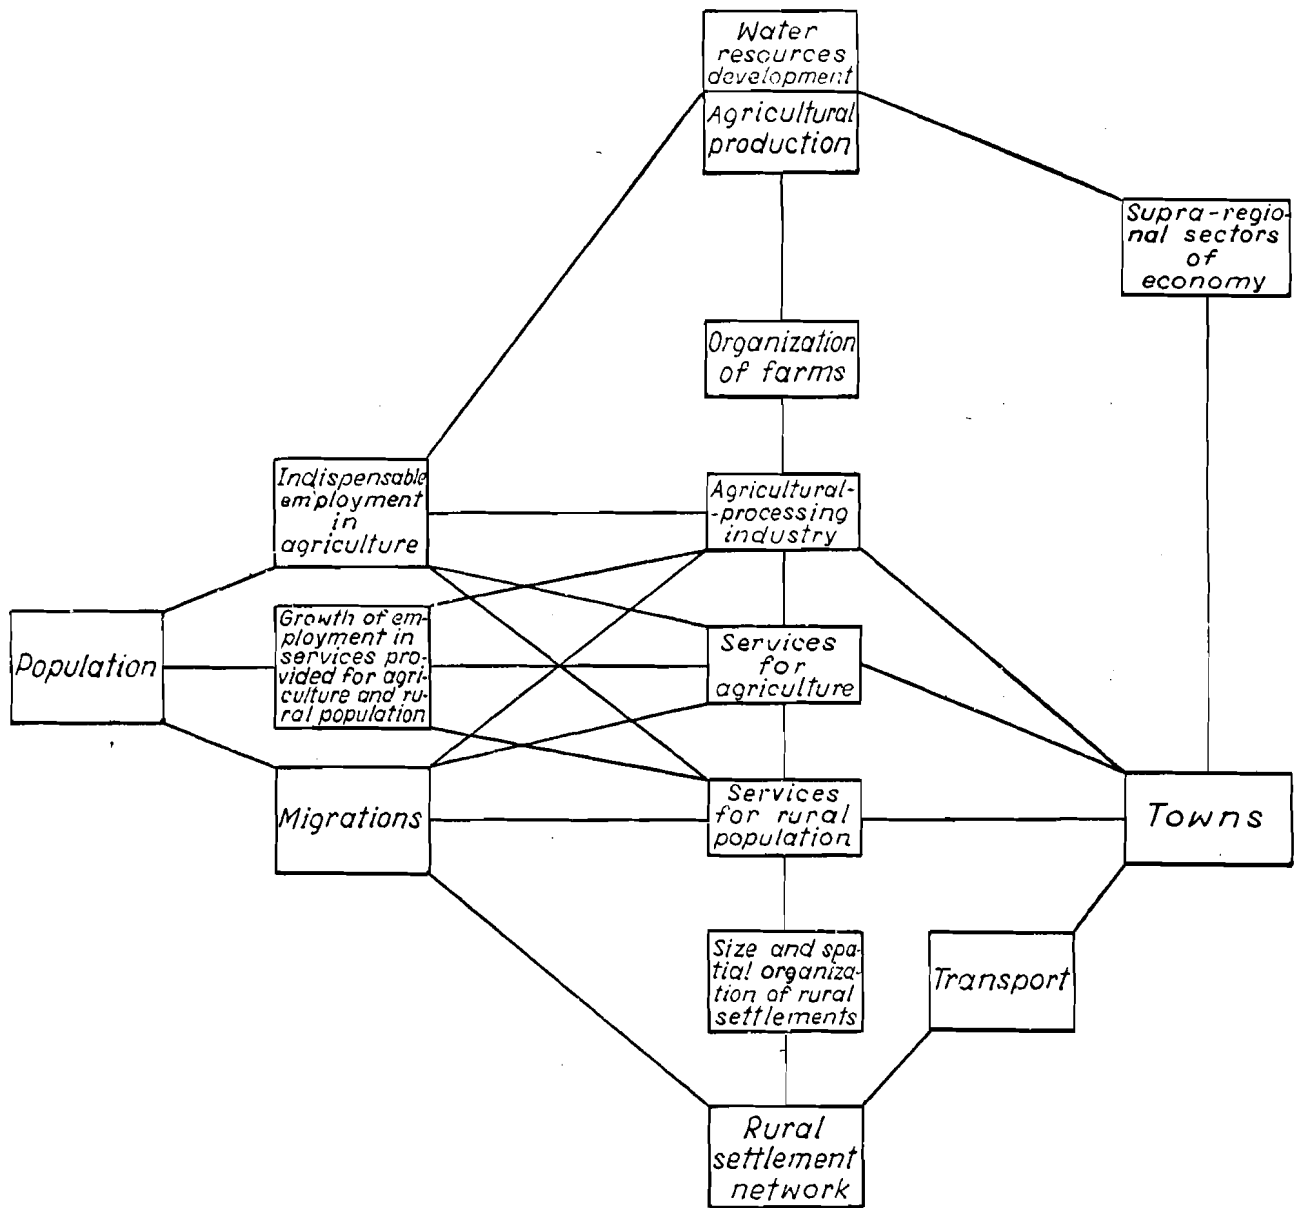 Water
resources
development
Agricultural
production
Supra-regio-
nal sectors
of
economy
Organization
of farms
Indispensable
employment
in
agriculture
Agricultural-
-processing
industry
Population
Growth of em-
ployment in
services pro-
vided for agri-
culture and ru-
ral population
Services
for
agriculture
Migrations
Services
for rural
population
Towns
Size and spa-
tial organiza-
tion of rural
settlements
Transport
Rural
settlement
network